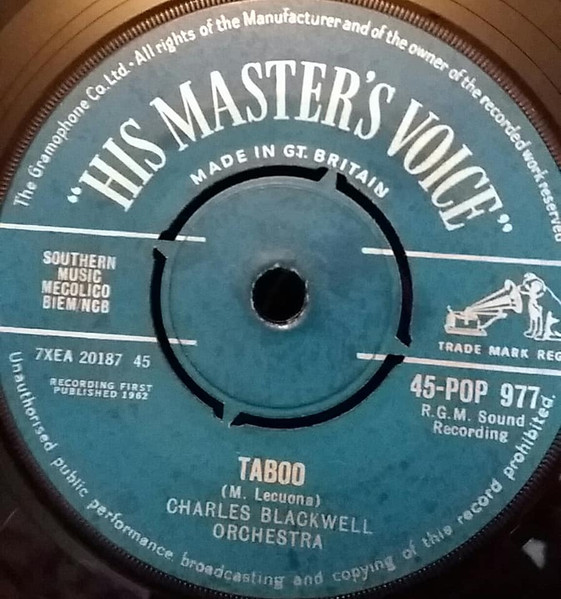 The Gramophone Co. Ltd. · All rights of the Manufacturer and of the owner of the recorded work reserved
"HIS MASTER'S VOICE"
MADE IN GT. BRITAIN
SOUTHERN
MUSIC
MECOLICO
BIEM/NCB
TRADE MARK REG
7XEA 20187 45
RECORDING FIRST
PUBLISHED 1962
45-POP 977
R.G.M. Sound
Recording
TABOO
(M. Lecuona)
CHARLES BLACKWELL
ORCHESTRA
Unauthorised public performance broadcasting and copying of this record prohibited.